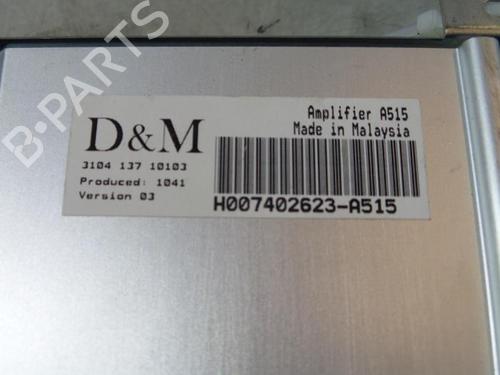 B-PARTS
D&M
3104 137 10103
Produced: 1041
Version 03
Amplifier A515
Made in Malaysia
H007402623-A515